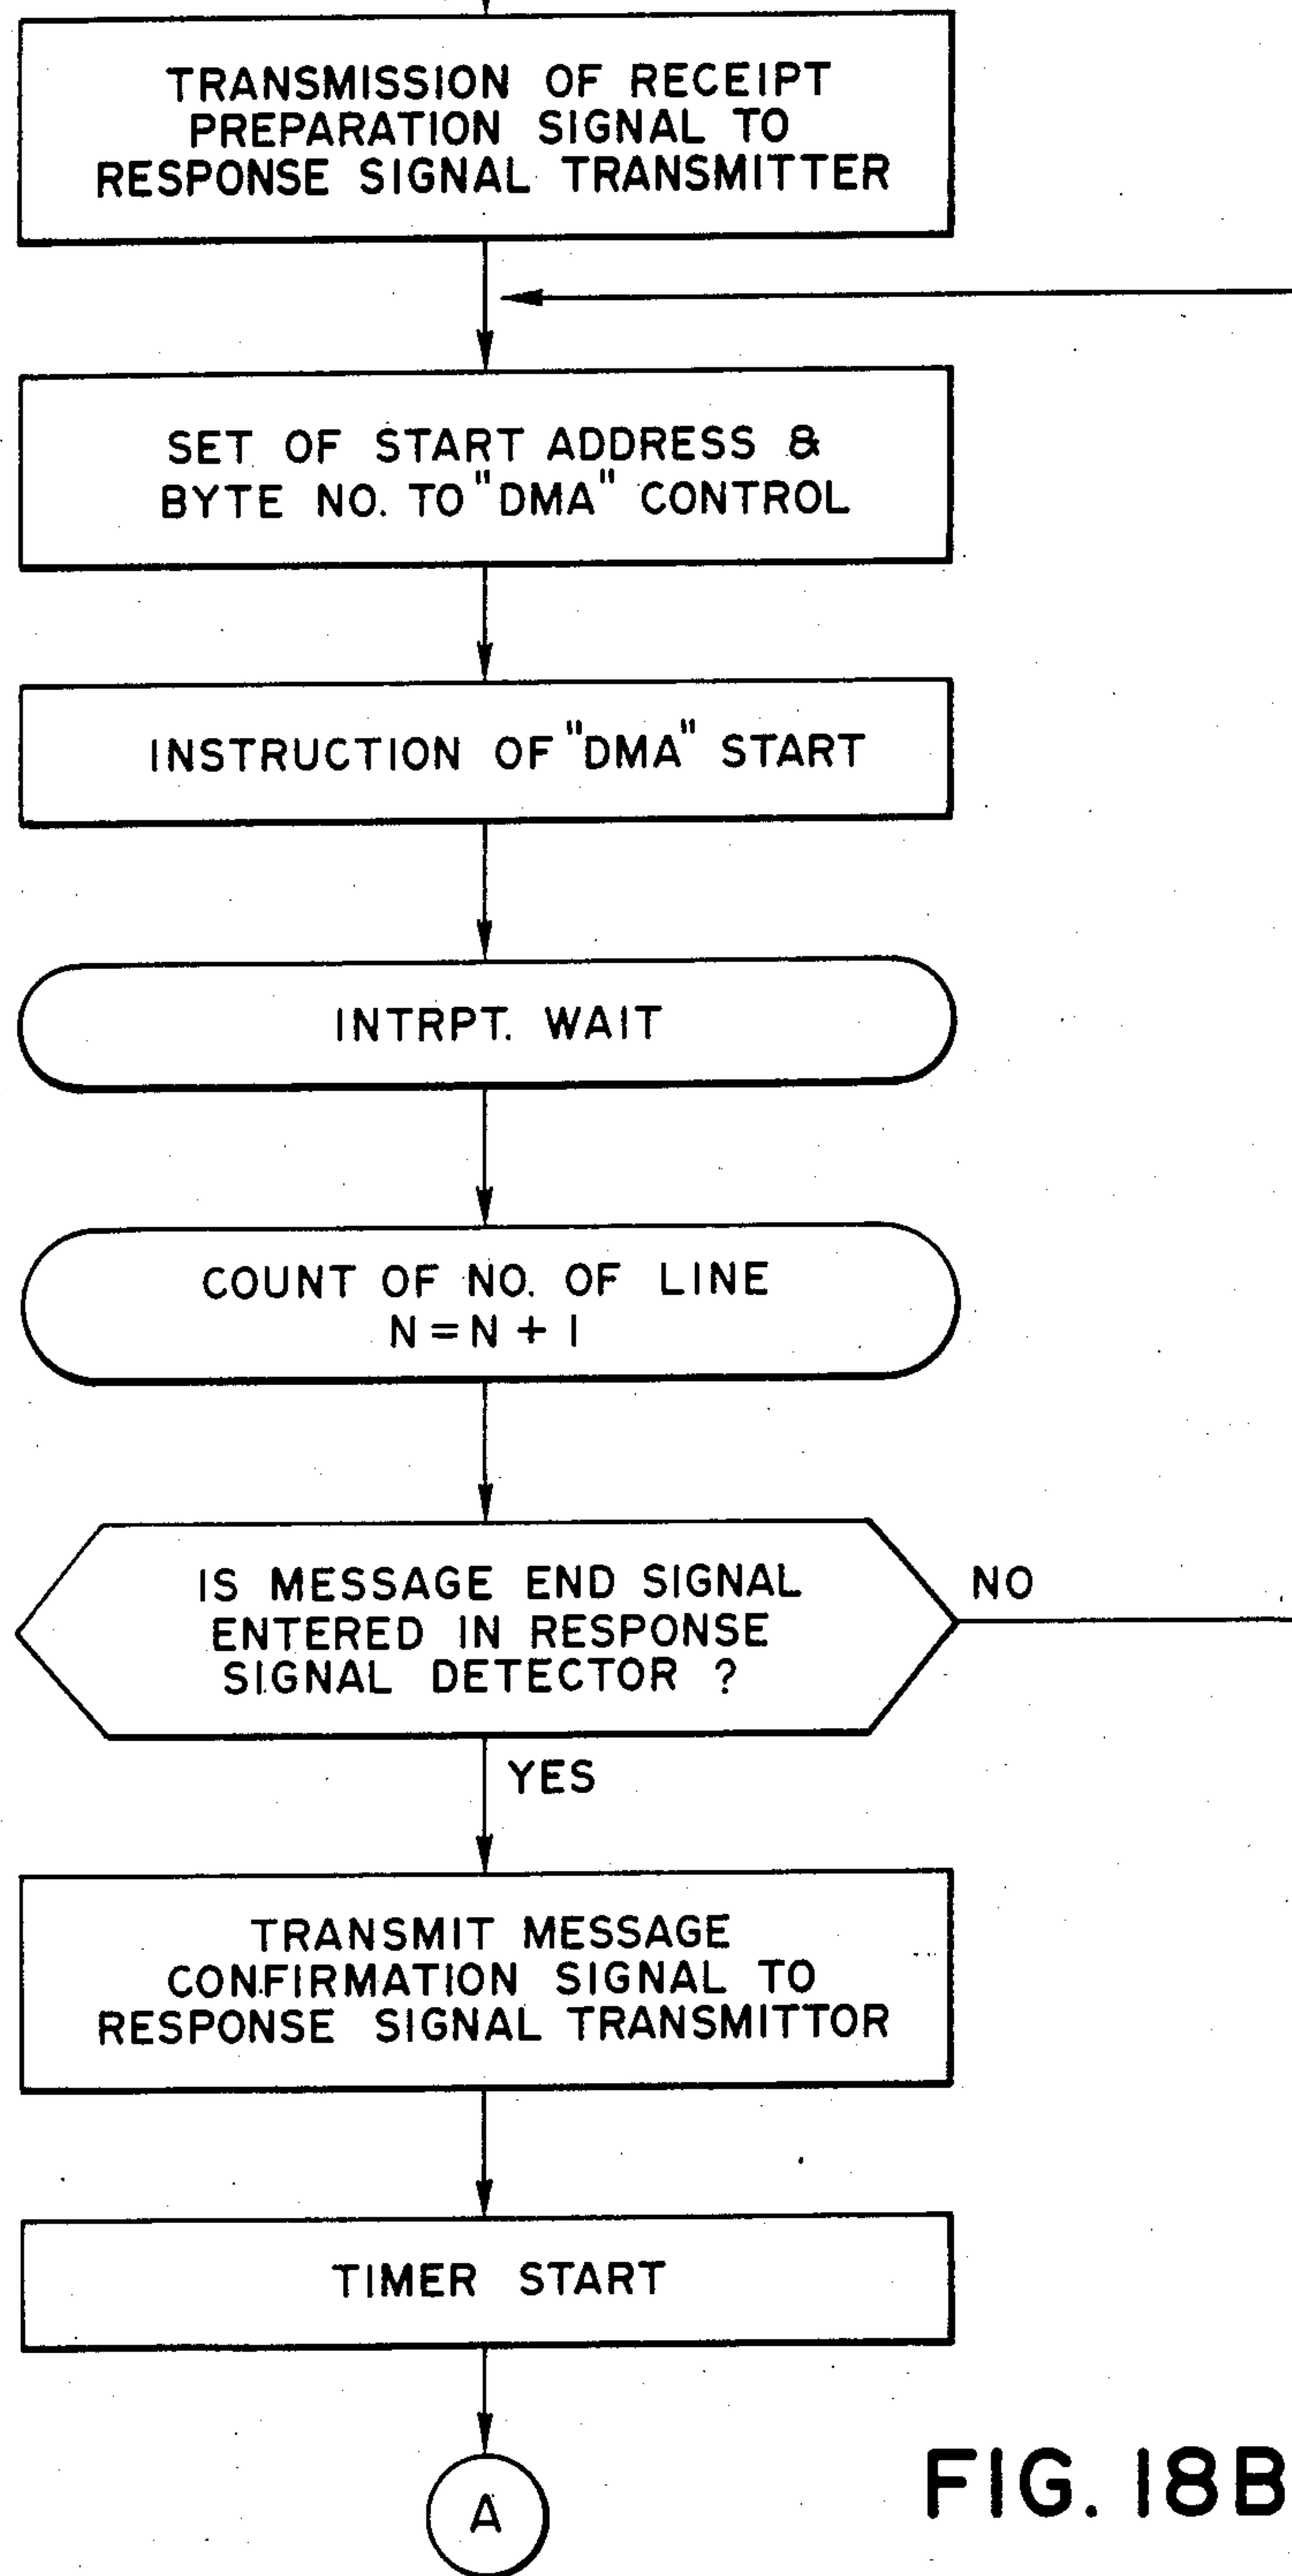 TRANSMISSION OF RECEIPT
PREPARATION SIGNAL TO
RESPONSE SIGNAL TRANSMITTER
SET OF START ADDRESS &
BYTE NO. TO "DMA" CONTROL
INSTRUCTION OF "DMA" START
INTRPT. WAIT
COUNT OF NO. OF LINE
N = N + 1
IS MESSAGE END SIGNAL
ENTERED IN RESPONSE
SIGNAL DETECTOR ?
NO
YES
TRANSMIT MESSAGE
CONFIRMATION SIGNAL TO
RESPONSE SIGNAL TRANSMITTOR
TIMER START
A
FIG. 18B